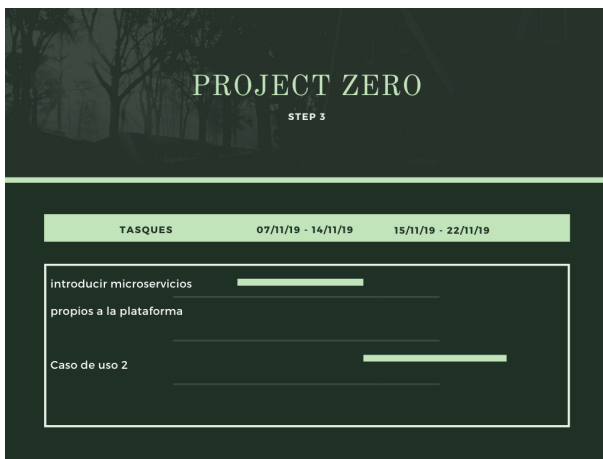 PROJECT ZERO
STEP 3
TASQUES 07/11/19 - 14/11/19 15/11/19 - 22/11/19
introducir microservicios
propios a la plataforma
Caso de uso 2